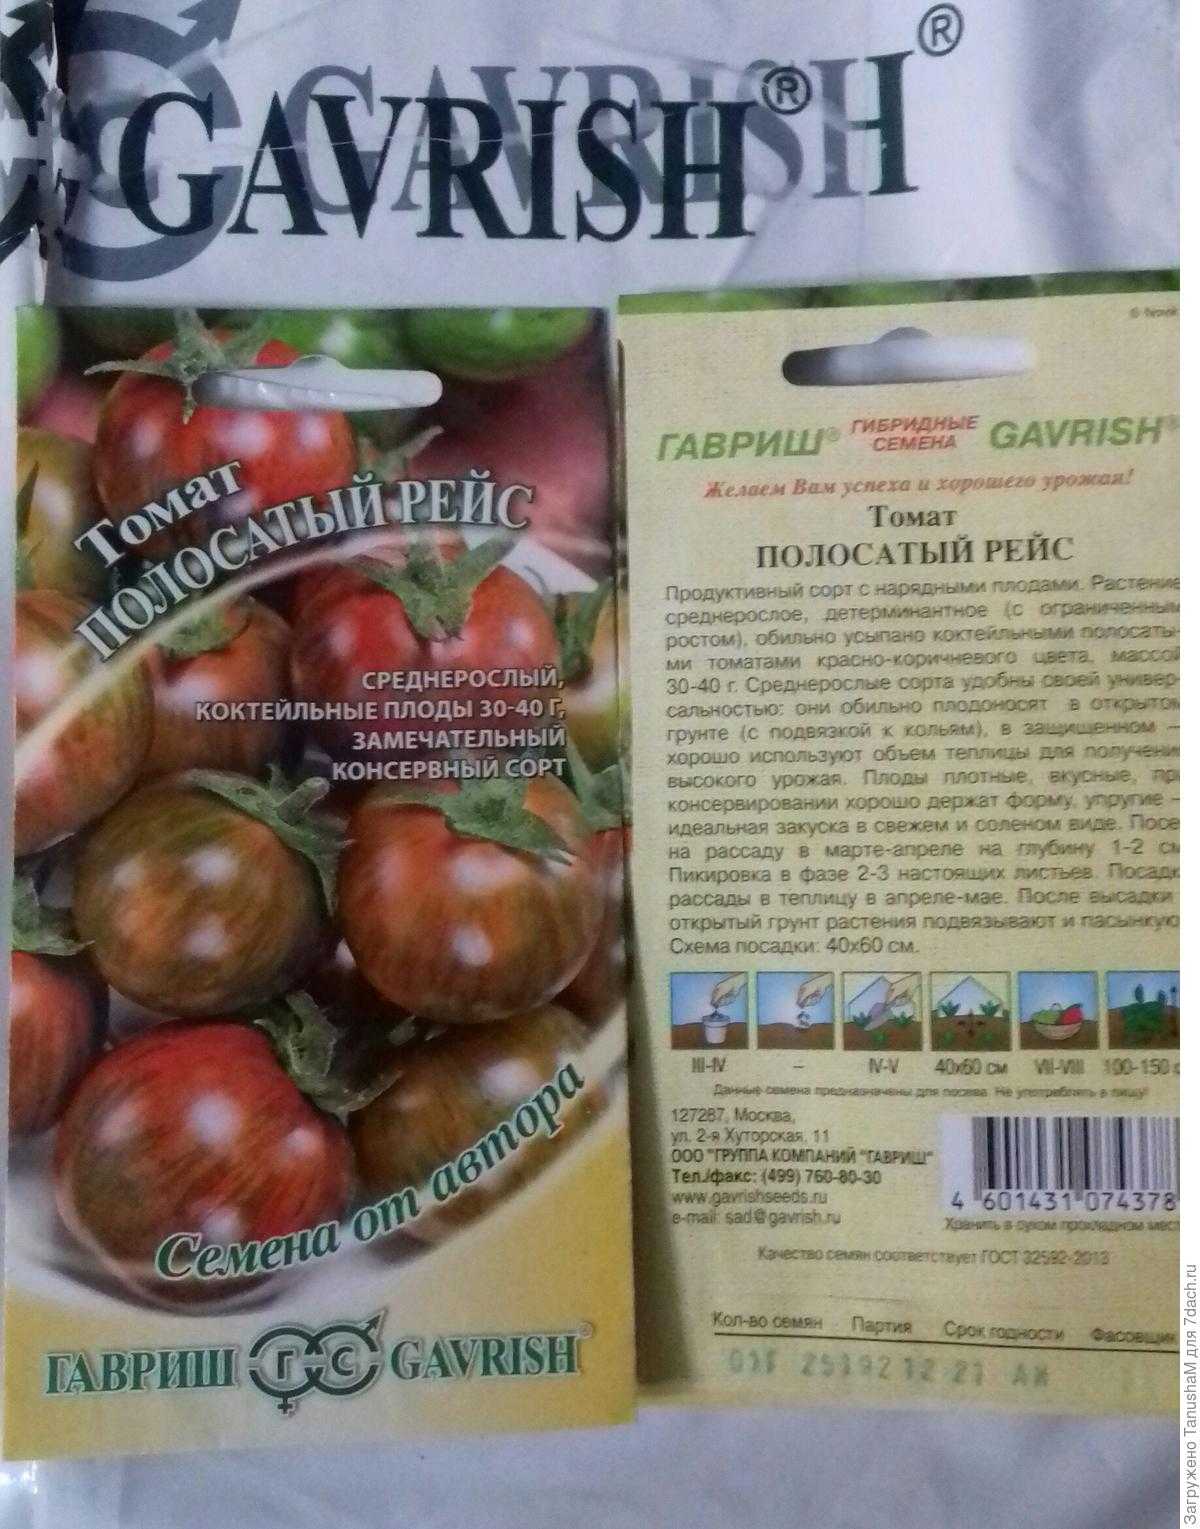 GAVRISH®
GAVRISH®
Томат
ПОЛОСАТЫЙ РЕЙС
СРЕДНЕРОСЛЫЙ,
КОКТЕЙЛЬНЫЕ ПЛОДЫ 30-40 Г,
ЗАМЕЧАТЕЛЬНЫЙ
КОНСЕРВНЫЙ СОРТ
Семена от автора
ГАВРИШ Г С GAVRISH®
ГАВРИШ® ГИБРИДНЫЕ СЕМЕНА GAVRISH®
Желаем Вам успеха и хорошего урожая!
Томат
ПОЛОСАТЫЙ РЕЙС
Продуктивный сорт с нарядными плодами. Растение
среднерослое, детерминантное (с ограниченным
ростом), обильно усыпано коктейльными полосаты-
ми томатами красно-коричневого цвета, массой
30-40 г. Среднерослые сорта удобны своей универ-
сальностью: они обильно плодоносят в открытом
грунте (с подвязкой к кольям), в защищенном –
хорошо используют объем теплицы для получени
высокого урожая. Плоды плотные, вкусные, при
консервировании хорошо держат форму, упругие –
идеальная закуска в свежем и соленом виде. Посе
на рассаду в марте-апреле на глубину 1-2 см
Пикировка в фазе 2-3 настоящих листьев. Посадк
рассады в теплицу в апреле-мае. После высадки
открытый грунт растения подвязывают и пасынкую
Схема посадки: 40х60 см.
III-IV – IV-V 40х60 см VII-VIII 100-150 с
Данные семена предназначены для посева. Не употреблять в пищу!
127287, Москва,
ул. 2-я Хуторская, 11
ООО "ГРУППА КОМПАНИЙ "ГАВРИШ"
Тел./факс: (499) 760-80-30
www.gavrishseeds.ru
e-mail: sad@gavrish.ru
4 601431 074378
Хранить в сухом прохладном мест
Качество семян соответствует ГОСТ 32592-2013
Кол-во семян Партия Срок годности Фасовщик
12 21
Загружено TanushaM для 7dach.ru